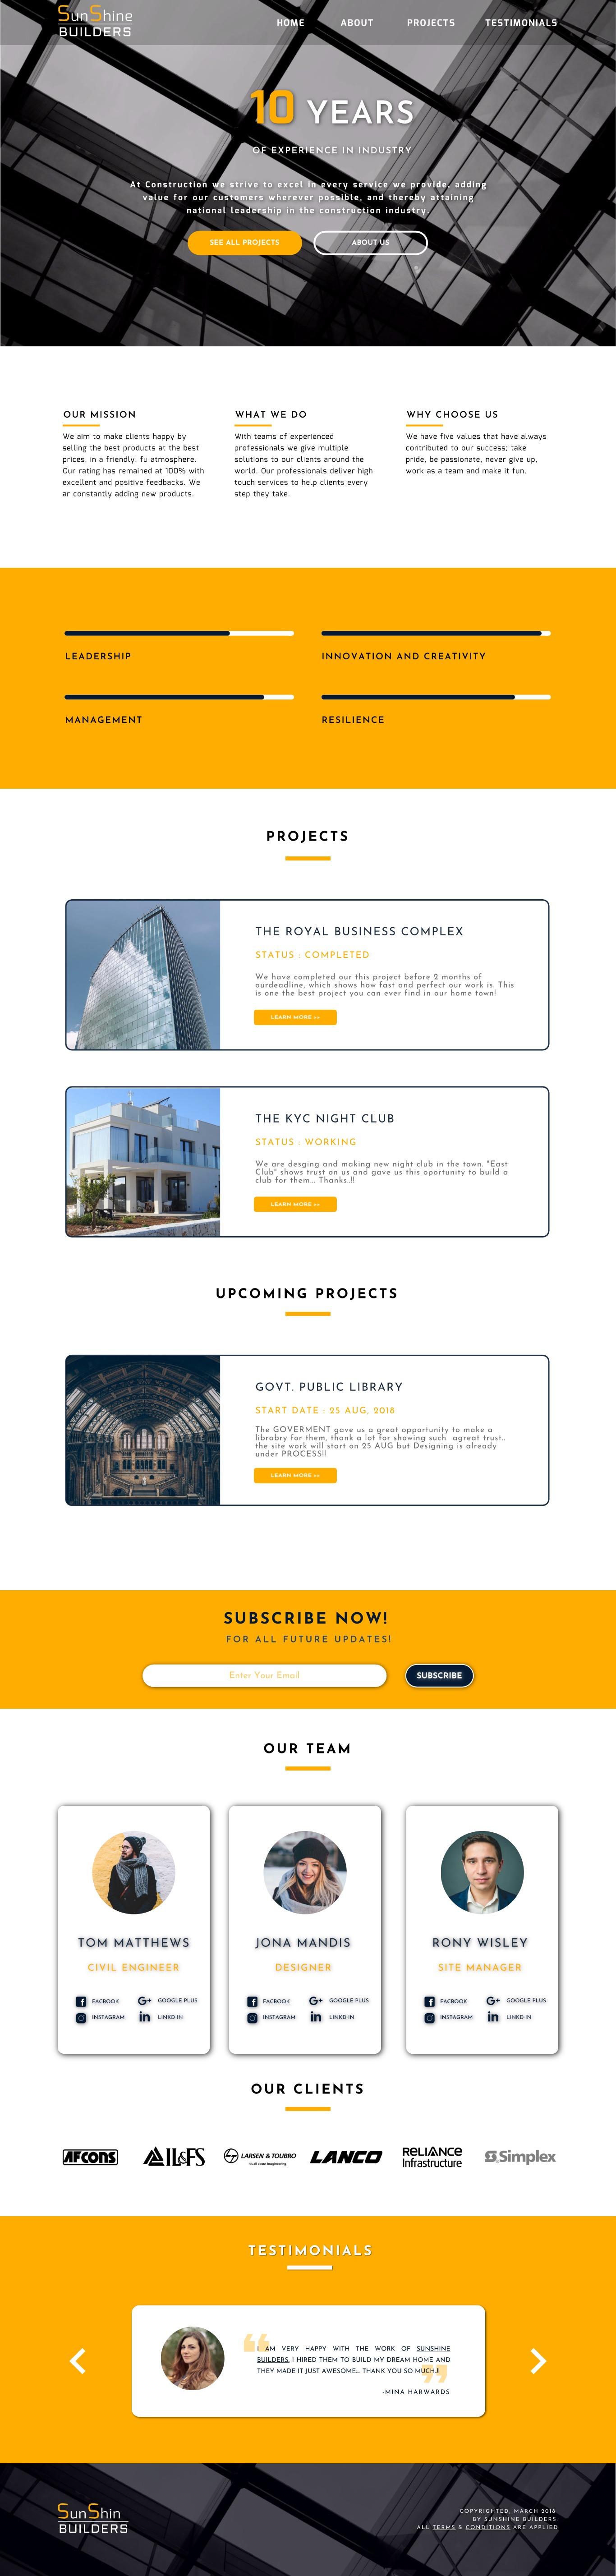 SunShine
BUILDERS
HOME ABOUT PROJECTS TESTIMONIALS
10 YEARS
OF EXPERIENCE IN INDUSTRY
At Construction we strive to excel in every service we provide, adding
value for our customers wherever possible, and thereby attaining
national leadership in the construction industry.
SEE ALL PROJECTS
ABOUT US
OUR MISSION
We aim to make clients happy by
selling the best products at the best
prices, in a friendly, fu atmosphere.
Our rating has remained at 100% with
excellent and positive feedbacks. We
ar constantly adding new products.
WHAT WE DO
With teams of experienced
professionals we give multiple
solutions to our clients around the
world. Our professionals deliver high
touch services to help clients every
step they take.
WHY CHOOSE US
We have five values that have always
contributed to our success; take
pride, be passionate, never give up,
work as a team and make it fun.
LEADERSHIP
INNOVATION AND CREATIVITY
MANAGEMENT
RESILIENCE
PROJECTS
THE ROYAL BUSINESS COMPLEX
STATUS : COMPLETED
We have completed our this project before 2 months of
ourdeadline, which shows how fast and perfect our work is. This
is one the best project you can ever find in our home town!
LEARN MORE >>
THE KYC NIGHT CLUB
STATUS : WORKING
We are desging and making new night club in the town. "East
Club" shows trust on us and gave us this oportunity to build a
club for them... Thanks..!!
LEARN MORE >>
UPCOMING PROJECTS
GOVT. PUBLIC LIBRARY
START DATE : 25 AUG, 2018
The GOVERMENT gave us a great opportunity to make a
librabry for them, thank a lot for showing such agreat trust..
the site work will start on 25 AUG but Designing is already
under PROCESS!!
LEARN MORE >>
SUBSCRIBE NOW!
FOR ALL FUTURE UPDATES!
Enter Your Email
SUBSCRIBE
OUR TEAM
TOM MATTHEWS
CIVIL ENGINEER
FACBOOK GOOGLE PLUS
INSTAGRAM LINKD-IN
JONA MANDIS
DESIGNER
FACBOOK GOOGLE PLUS
INSTAGRAM LINKD-IN
RONY WISLEY
SITE MANAGER
FACBOOK GOOGLE PLUS
INSTAGRAM LINKD-IN
OUR CLIENTS
AFCONS
IL&FS
LARSEN & TOUBRO
It's all about Imagineering
LANCO
RELIANCE
Infrastructure
Simplex
TESTIMONIALS
I AM VERY HAPPY WITH THE WORK OF SUNSHINE
BUILDERS, I HIRED THEM TO BUILD MY DREAM HOME AND
THEY MADE IT JUST AWESOME... THANK YOU SO MUCH.!!
-MINA HARWARDS
SunShin
BUILDERS
COPYRIGHTED, MARCH 2018
BY SUNSHINE BUILDERS.
ALL TERMS & CONDITIONS ARE APPLIED